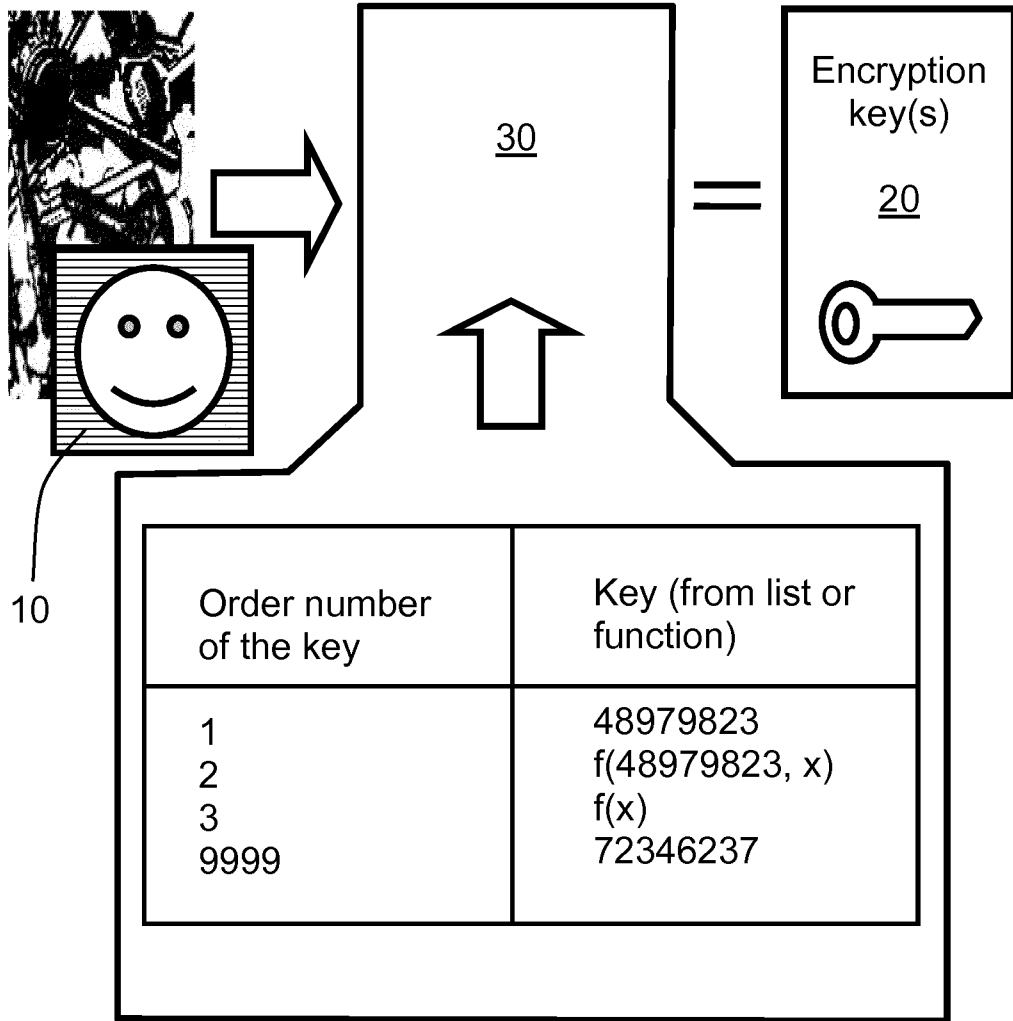 30
Encryption
key(s)
20
10
Order number
of the key
Key (from list or
function)
1
48979823
2
f(48979823, x)
3
f(x)
9999
72346237